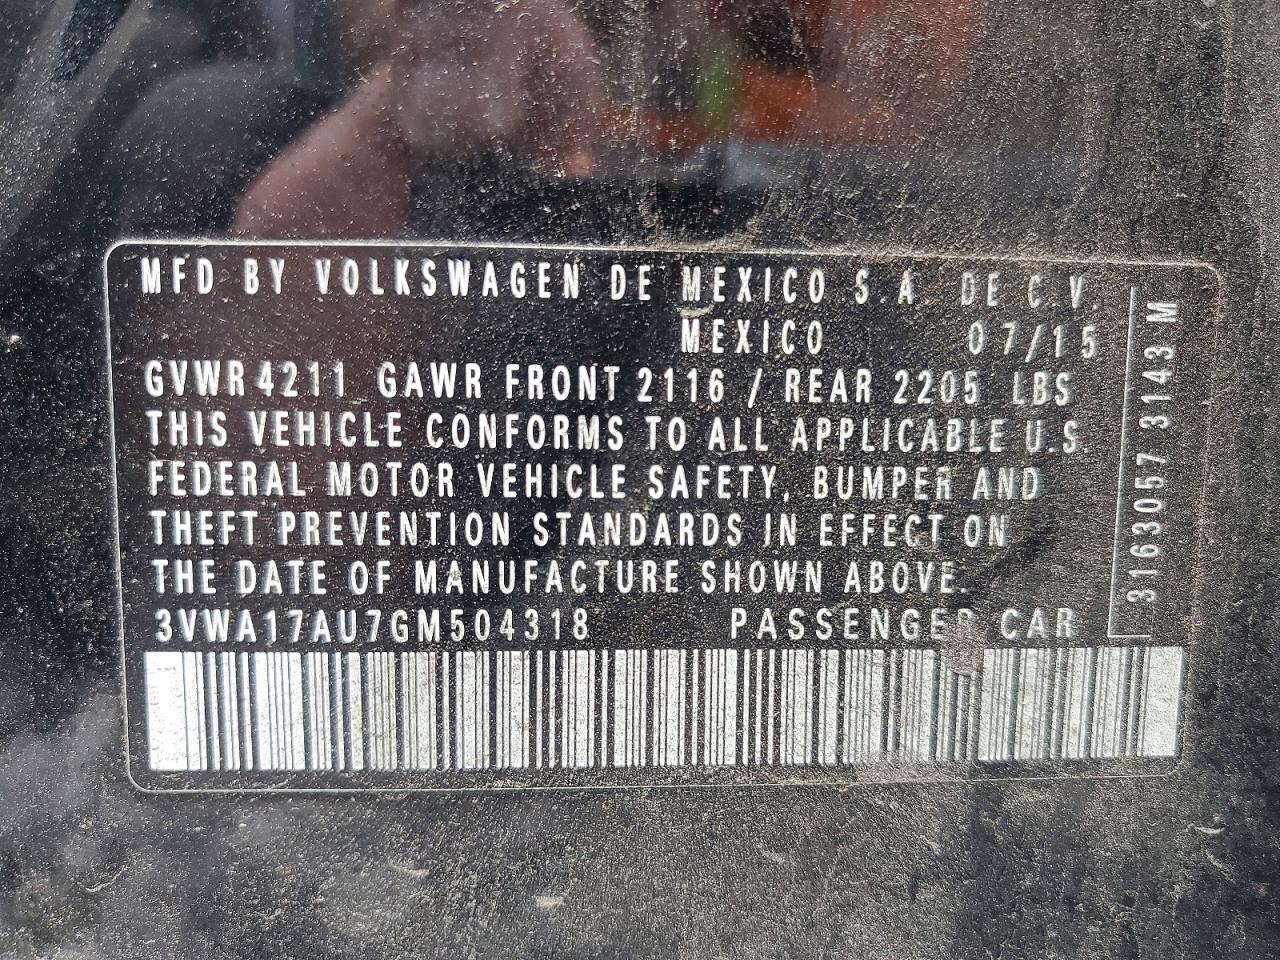 MFD BY VOLKSWAGEN DE MEXICO S.A. DE C.V.
MEXICO 07/15
GVWR 4211 GAWR FRONT 2116 / REAR 2205 LBS
THIS VEHICLE CONFORMS TO ALL APPLICABLE U.S.
FEDERAL MOTOR VEHICLE SAFETY, BUMPER AND
THEFT PREVENTION STANDARDS IN EFFECT ON
THE DATE OF MANUFACTURE SHOWN ABOVE.
3VWA17AU7GM504318 PASSENGER CAR
3163057 3143 M